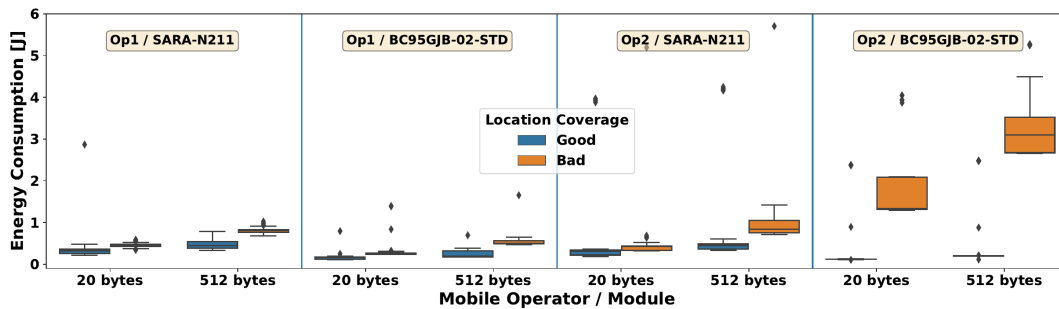 Energy Consumption [J]
6
5
4
3
2
1
0
Op1 / SARA-N211
Op1 / BC95GJB-02-STD
Op2 / SARA-N211
Op2 / BC95GJB-02-STD
Location Coverage
Good
Bad
20 bytes 512 bytes 20 bytes 512 bytes 20 bytes 512 bytes 20 bytes 512 bytes
Mobile Operator / Module